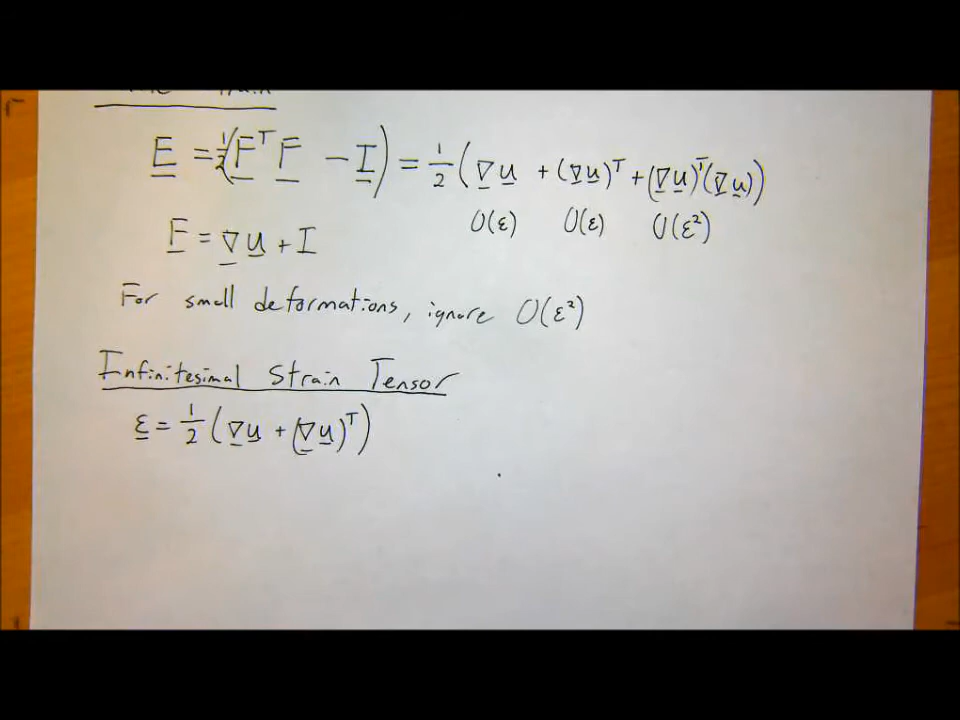 E = ½(FᵀF − I) = ½(∇u + (∇u)ᵀ + (∇u)ᵀ(∇u))
O(ε) O(ε) O(ε²)
F = ∇u + I
For small deformations, ignore O(ε²)
Infinitesimal Strain Tensor
ε = ½(∇u + (∇u)ᵀ)